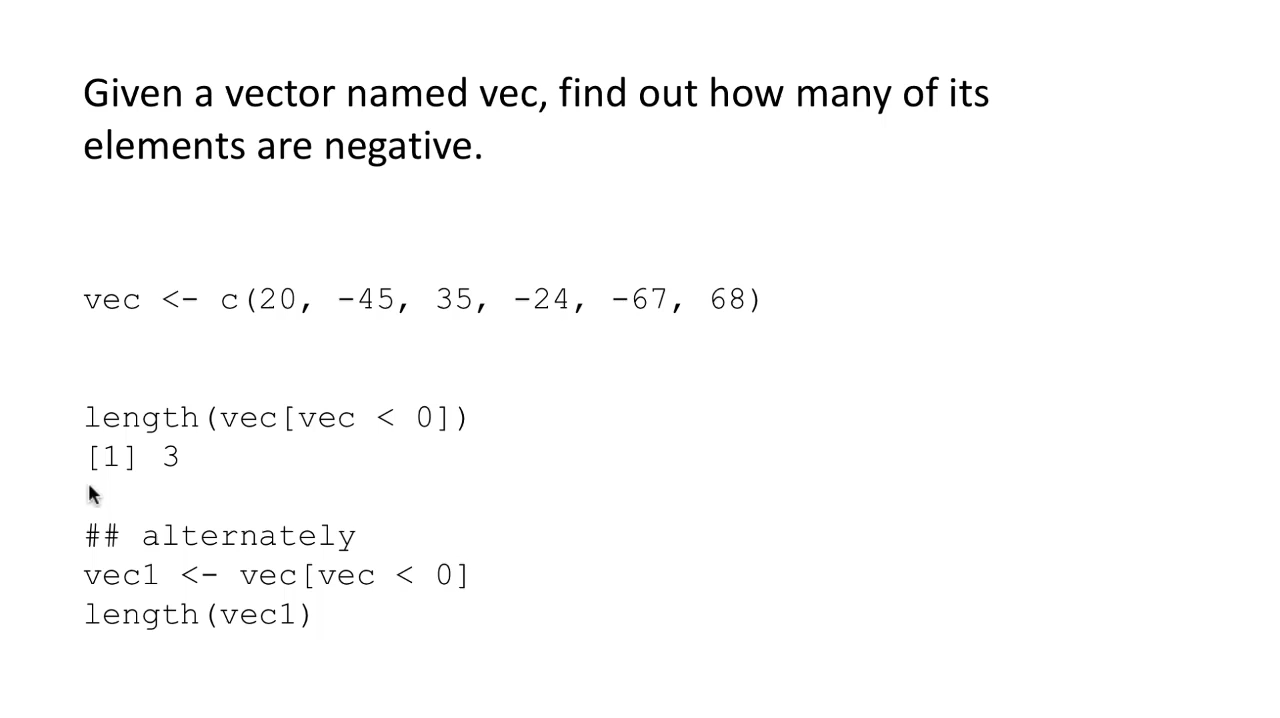 Given a vector named vec, find out how many of its
elements are negative.
vec <- c(20, -45, 35, -24, -67, 68)
length(vec[vec < 0])
[1] 3
## alternately
vec1 <- vec[vec < 0]
length(vec1)